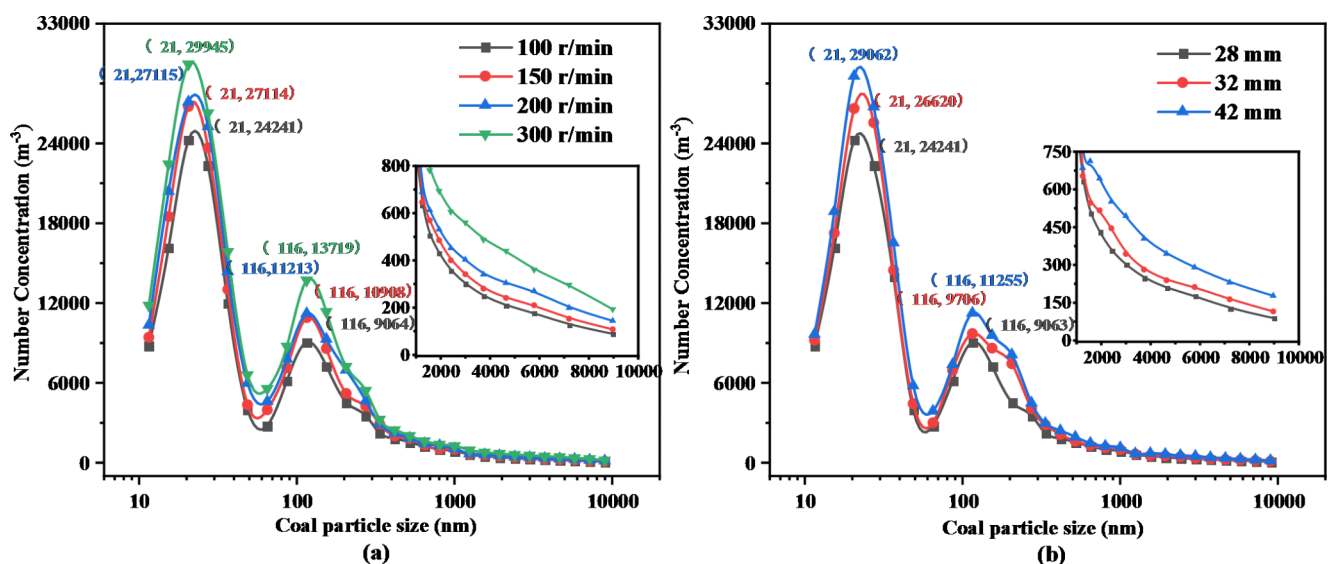 33000
24000
18000
12000
6000
0
Number Concentration (m⁻³)
10
100
1000
10000
Coal particle size (nm)
(a)
( 21, 29945)
(21,27115)
( 21, 27114)
( 21, 24241)
( 116, 13719)
( 116,11213)
( 116, 10908)
( 116, 9064)
100 r/min
150 r/min
200 r/min
300 r/min
800
600
400
200
0
2000 4000 6000 8000 10000
33000
24000
18000
12000
6000
0
Number Concentration (m⁻³)
10
100
1000
10000
Coal particle size (nm)
(b)
( 21, 29062)
( 21, 26620)
( 21, 24241)
( 116, 11255)
( 116, 9706)
( 116, 9063)
28 mm
32 mm
42 mm
750
600
450
300
150
0
2000 4000 6000 8000 10000